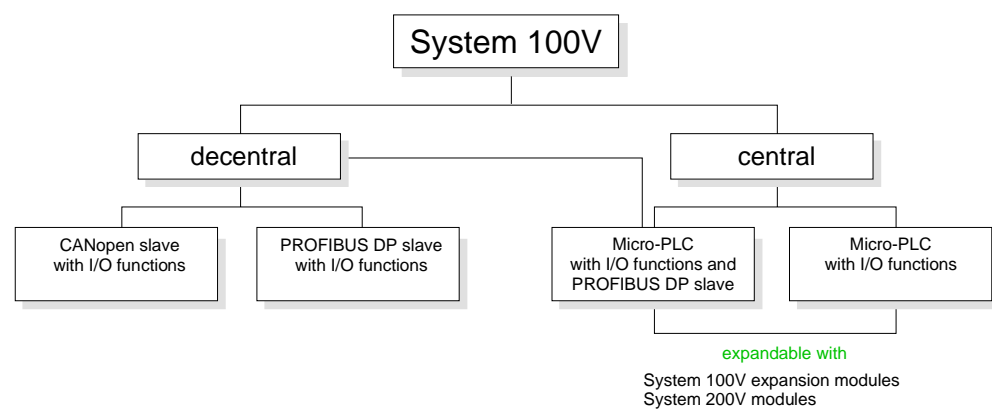 System 100V
decentral
central
CANopen slave
with I/O functions
PROFIBUS DP slave
with I/O functions
Micro-PLC
with I/O functions and
PROFIBUS DP slave
Micro-PLC
with I/O functions
expandable with
System 100V expansion modules
System 200V modules